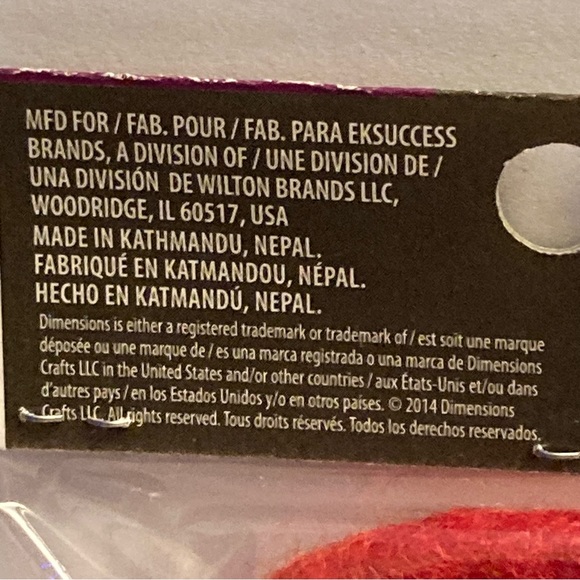 MFD FOR / FAB. POUR / FAB. PARA EKSUCCESS
BRANDS, A DIVISION OF / UNE DIVISION DE /
UNA DIVISIÓN DE WILTON BRANDS LLC,
WOODRIDGE, IL 60517, USA
MADE IN KATHMANDU, NEPAL.
FABRIQUÉ EN KATMANDOU, NÉPAL.
HECHO EN KATMANDÚ, NEPAL.
Dimensions is either a registered trademark or trademark of / est soit une marque
déposée ou une marque de / es una marca registrada o una marca de Dimensions
Crafts LLC in the United States and/or other countries / aux États-Unis et/ou dans
d'autres pays / en los Estados Unidos y/o en otros países. © 2014 Dimensions
Crafts LLC. All rights reserved. Tous droits réservés. Todos los derechos reservados.